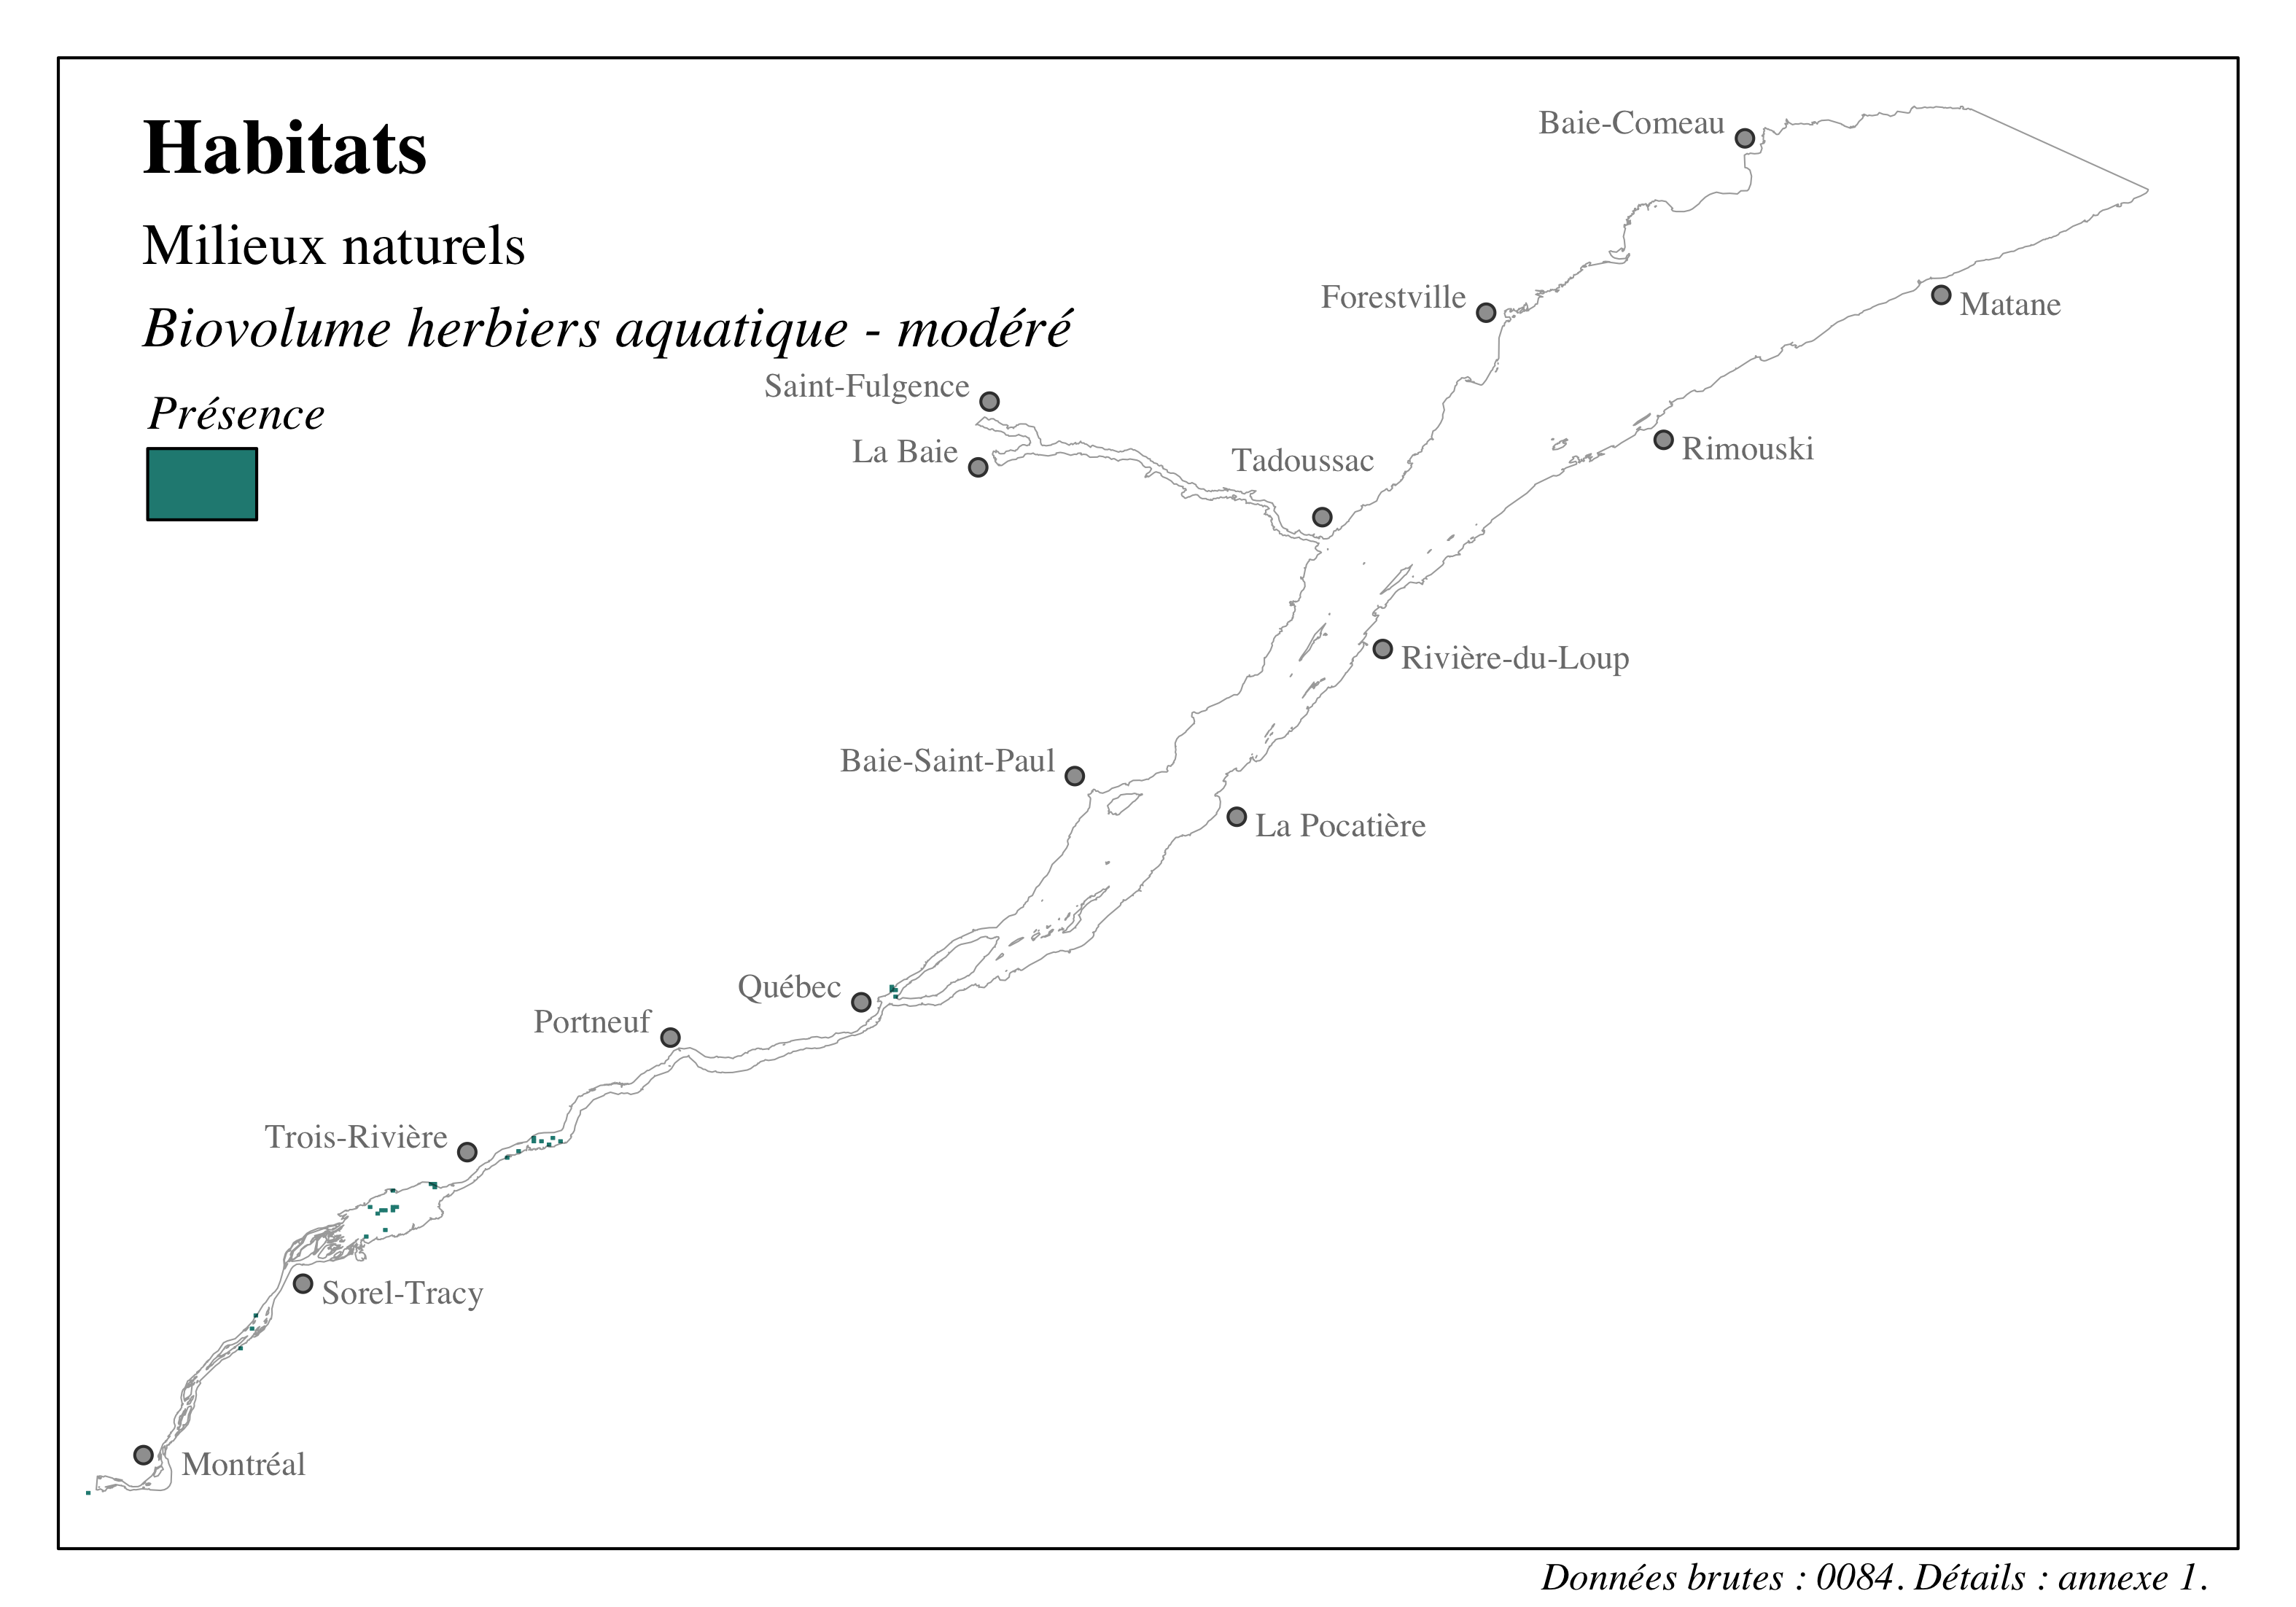 Habitats
Milieux naturels
Biovolume herbiers aquatique - modéré
Présence
Baie-Comeau
Forestville
Matane
Saint-Fulgence
La Baie
Tadoussac
Rimouski
Rivière-du-Loup
Baie-Saint-Paul
La Pocatière
Québec
Portneuf
Trois-Rivière
Sorel-Tracy
Montréal
Données brutes : 0084. Détails : annexe 1.